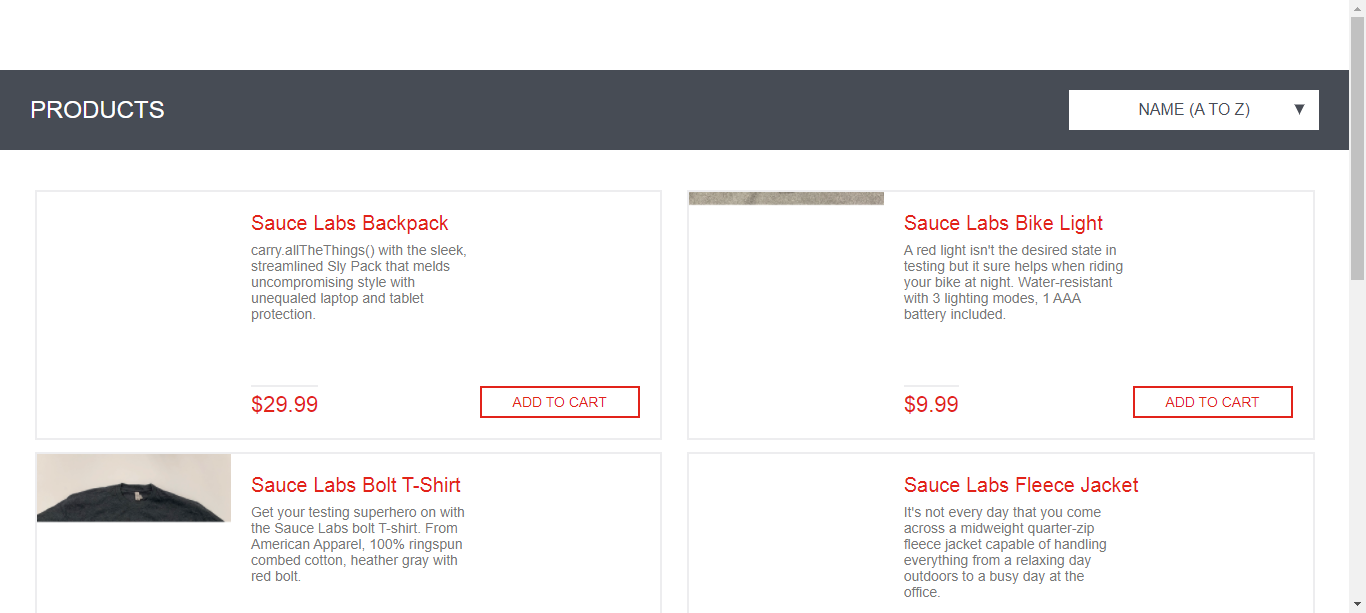 PRODUCTS
NAME (A TO Z)
Sauce Labs Backpack
carry.allTheThings() with the sleek,
streamlined Sly Pack that melds
uncompromising style with
unequaled laptop and tablet
protection.
$29.99
ADD TO CART
Sauce Labs Bike Light
A red light isn't the desired state in
testing but it sure helps when riding
your bike at night. Water-resistant
with 3 lighting modes, 1 AAA
battery included.
$9.99
ADD TO CART
Sauce Labs Bolt T-Shirt
Get your testing superhero on with
the Sauce Labs bolt T-shirt. From
American Apparel, 100% ringspun
combed cotton, heather gray with
red bolt.
Sauce Labs Fleece Jacket
It's not every day that you come
across a midweight quarter-zip
fleece jacket capable of handling
everything from a relaxing day
outdoors to a busy day at the
office.